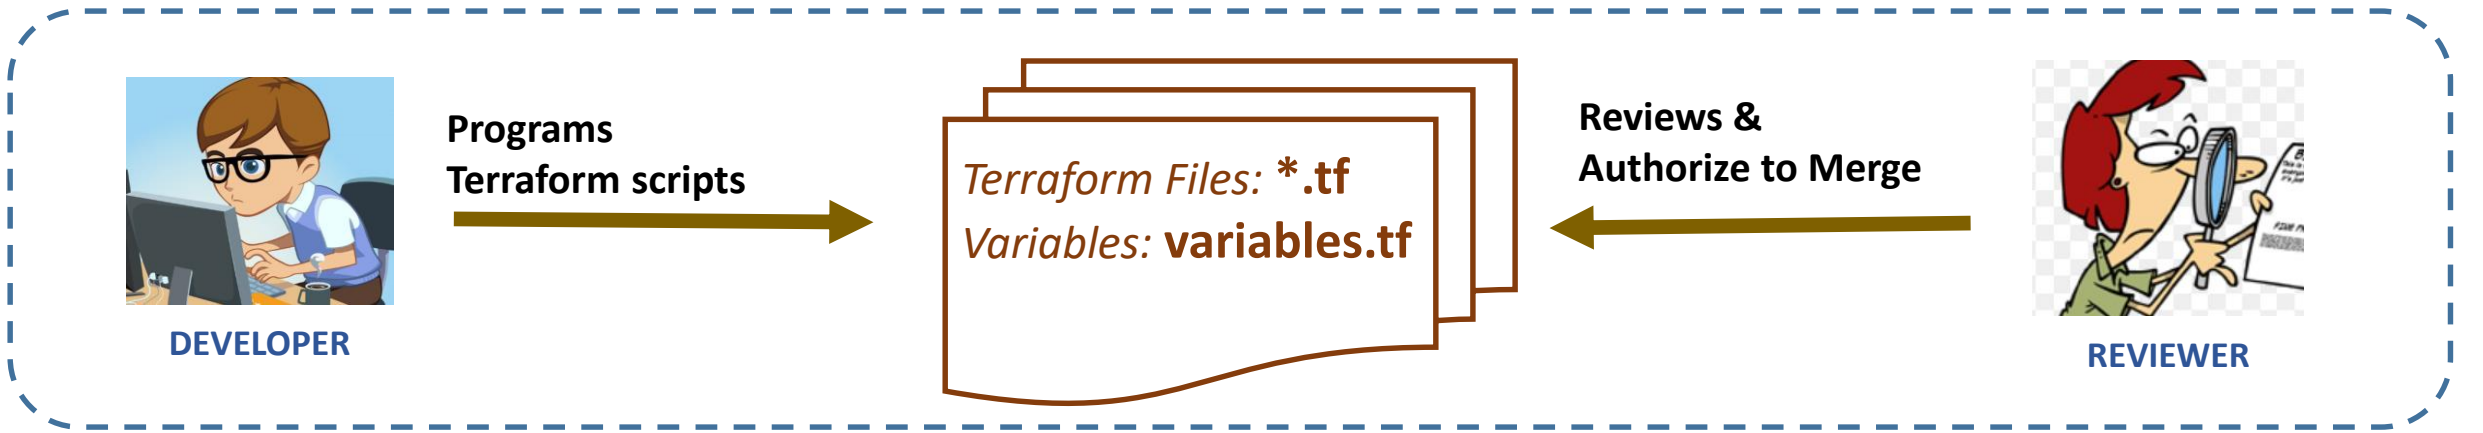 Programs
Terraform scripts
DEVELOPER
Terraform Files: *.tf
Variables: variables.tf
Reviews &
Authorize to Merge
REVIEWER